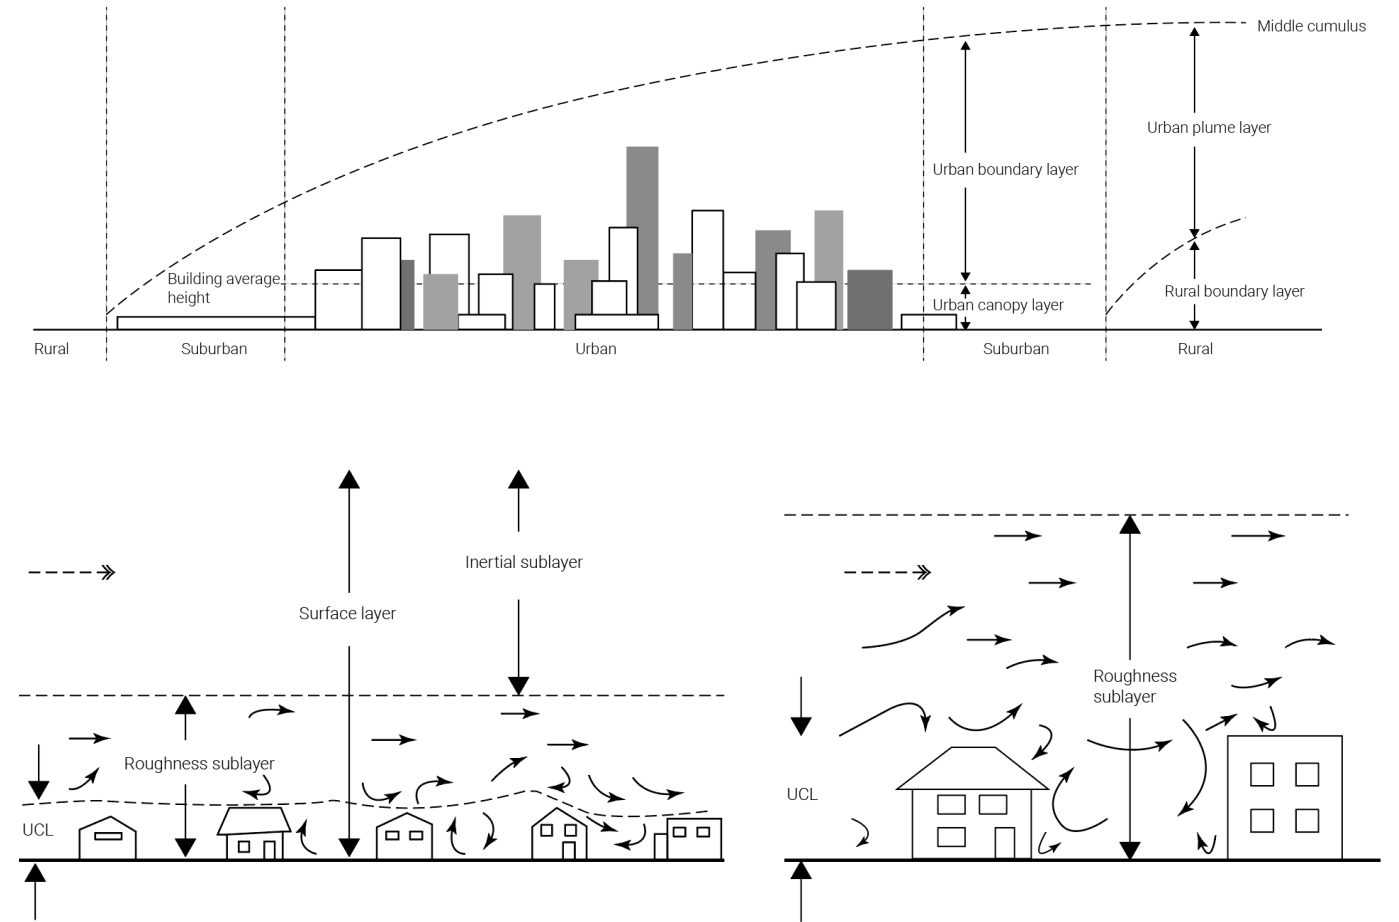 Middle cumulus
Urban plume layer
Urban boundary layer
Building average
height
Rural boundary layer
Urban canopy layer
Rural
Suburban
Urban
Suburban
Rural
Inertial sublayer
Surface layer
Roughness sublayer
UCL
Roughness
sublayer
UCL